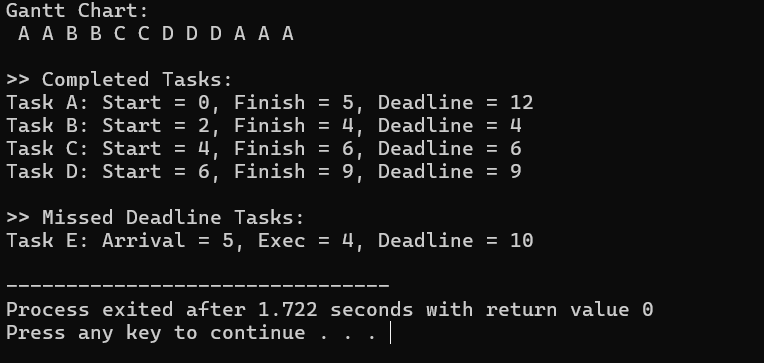 Gantt Chart:
 A A B B C C D D D A A A
>> Completed Tasks:
Task A: Start = 0, Finish = 5, Deadline = 12
Task B: Start = 2, Finish = 4, Deadline = 4
Task C: Start = 4, Finish = 6, Deadline = 6
Task D: Start = 6, Finish = 9, Deadline = 9
>> Missed Deadline Tasks:
Task E: Arrival = 5, Exec = 4, Deadline = 10
--------------------------------
Process exited after 1.722 seconds with return value 0
Press any key to continue . . .